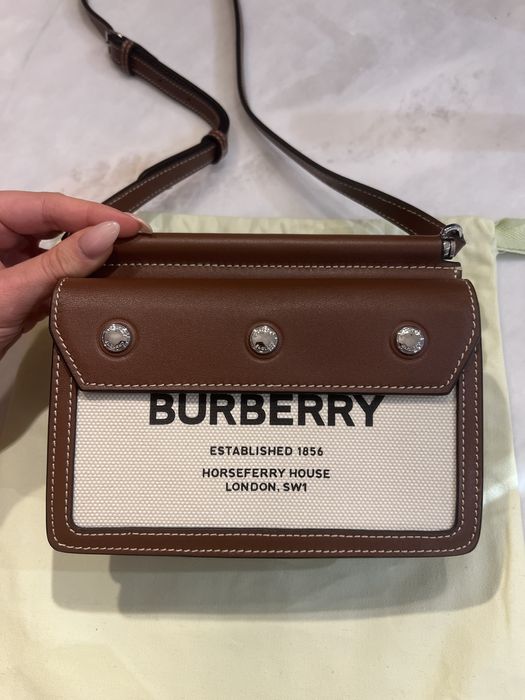 BURBERRY
ESTABLISHED 1856
HORSEFERRY HOUSE
LONDON, SW1